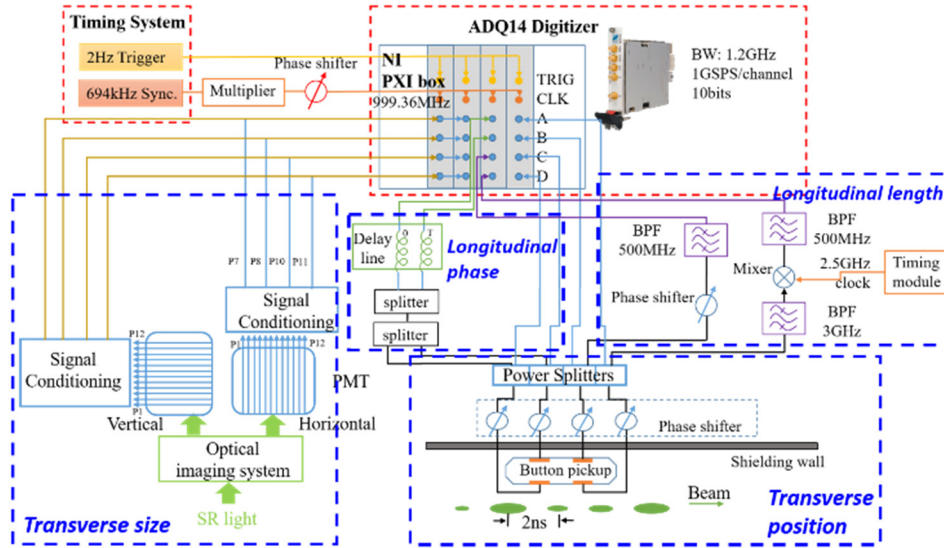 Timing System
2Hz Trigger
694kHz Sync.
Multiplier
Phase shifter
ADQ14 Digitizer
NI
PXI box
999.36MHz
TRIG
CLK
A
B
C
D
BW: 1.2GHz
1GSPS/channel
10bits
P7
P8
P10
P11
Signal
Conditioning
Signal
Conditioning
P12
P1
P1
P12
PMT
Vertical
Horizontal
Optical
imaging system
SR light
Transverse size
Delay
line
0
1
Longitudinal
phase
splitter
splitter
Longitudinal length
BPF
500MHz
BPF
500MHz
Mixer
2.5GHz
clock
Timing
module
Phase shifter
BPF
3GHz
Power Splitters
Phase shifter
Shielding wall
Button pickup
Beam
2ns
Transverse
position